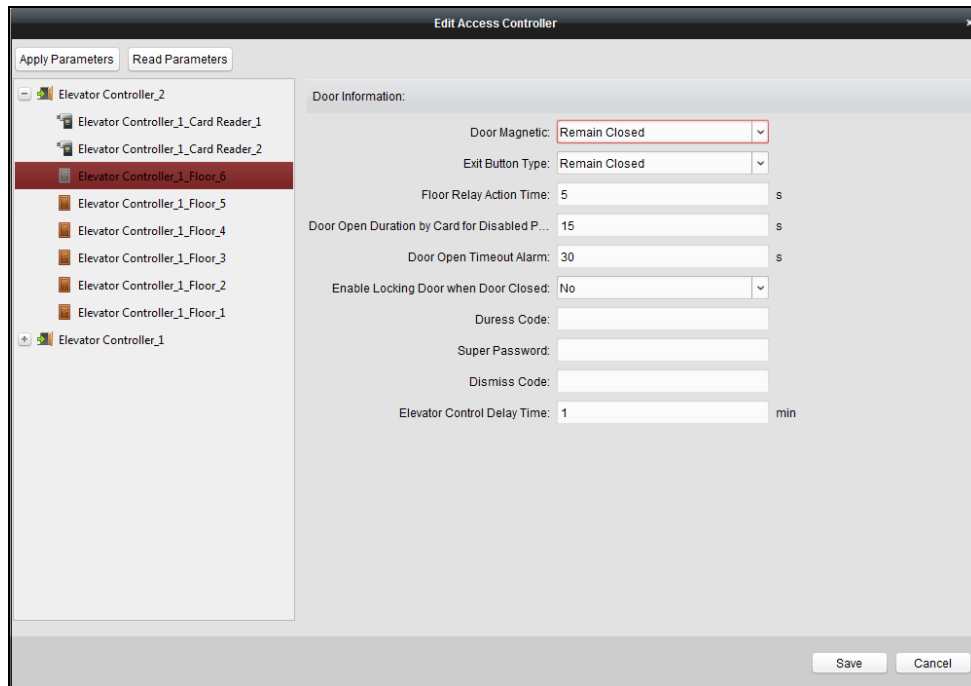 Edit Access Controller
Apply Parameters Read Parameters
Elevator Controller_2
Elevator Controller_1_Card Reader_1
Elevator Controller_1_Card Reader_2
Elevator Controller_1_Floor_6
Elevator Controller_1_Floor_5
Elevator Controller_1_Floor_4
Elevator Controller_1_Floor_3
Elevator Controller_1_Floor_2
Elevator Controller_1_Floor_1
Elevator Controller_1
Door Information:
Door Magnetic: Remain Closed
Exit Button Type: Remain Closed
Floor Relay Action Time: 5 s
Door Open Duration by Card for Disabled P... 15 s
Door Open Timeout Alarm: 30 s
Enable Locking Door when Door Closed: No
Duress Code:
Super Password:
Dismiss Code:
Elevator Control Delay Time: 1 min
Save Cancel